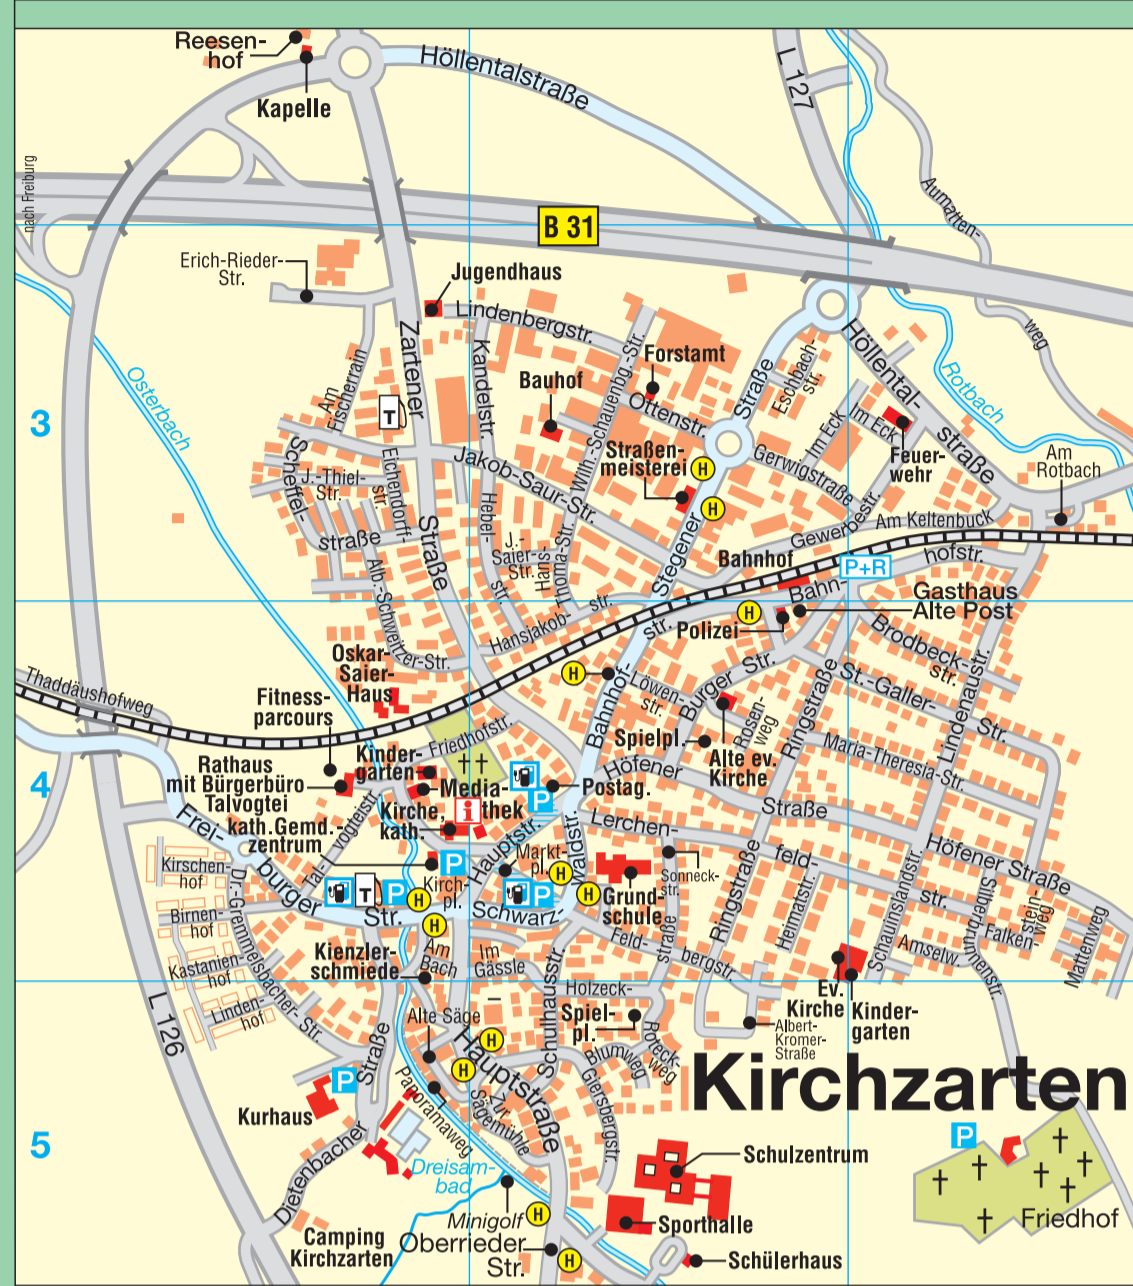 Reesen-
hof
Kapelle
Höllentalstraße
L 127
nach Freiburg
Aumatten-
weg
B 31
Erich-Rieder-
Str.
Jugendhaus
Lindenbergstr.
Zartener
Straße
Kandelstr.
Am
Fischerrain
Osterbach
T
Forstamt
Bauhof
Wilh.-Schauenbg.-Str.
Ottenstr.
Straße
Eschbach-
str.
Höllental-
straße
Rotbach
3
Im Eck
Im Eck
Feuer-
wehr
Am
Rotbach
Straßen-
meisterei
H
H
Gerwigstraße
Gewerbestr.
Am Keltenbuck
Scheffel-
straße
J.-Thiel-
Str.
Eichendorff-
str.
Jakob-Saur-Str.
Hebel-
str.
J.-
Saier-
Str.
Hans-
Thoma-Str.
Stegener
Bahnhof
P+R
Bahn-
hofstr.
Alb.-Schweitzer-Str.
Hansjakob-
str.
H
Polizei
Gasthaus
Alte Post
Brodbeck-
str.
Oskar-
Saier-
Haus
Thaddäushofweg
Fitness-
parcours
Friedhofstr.
H
str.
Bahnhof-
Löwen-
str.
Burger Str.
Rosen-
weg
Spielpl.
Alte ev.
Kirche
Ringstraße
St.-Galler-
Str.
Lindenaustr.
Maria-Theresia-Str.
4
Rathaus
mit Bürgerbüro
Talvogtei
kath.Gemd.-
zentrum
Kinder-
garten
Media-
thek
Kirche,
kath.
i
P
Postag.
Höfener
Straße
Höfener Straße
Talvogteistr.
Hauptstr.
Lerchen-
feld-
str.
Frei-
burger
Str.
Kirschen-
hof
Birnen-
hof
Kastanien-
hof
Linden-
hof
Dr.-Gremmelsbacher-Str.
T
P
P
Kirch-
pl.
Markt-
pl.
P
H
H
H
H
Schwarz-
waldstr.
Grund-
schule
Sonneck-
straße
str.
Ringstraße
Heimatstr.
Schauinslandstr.
Amselw.
Falken-
stein-
weg
Mattenweg
Kienzler-
schmiede
Am
Bach
Im
Gässle
Feld-
bergstr.
Ev.
Kirche
Kinder-
garten
L 126
Alte Säge
Schulhausstr.
Holzeck-
Spiel-
pl.
Roteck-
weg
Blumweg
Giersbergstr.
Albert-
Kromer-
Straße
Kirchzarten
H
H
Hauptstraße
Zur
Sägemühle
Panoramaweg
Kurhaus
P
Dietenbacher
Straße
5
Dreisam-
bad
Minigolf
H
Camping
Kirchzarten
Oberrieder
Str.
H
Schulzentrum
Sporthalle
Schülerhaus
P
Friedhof